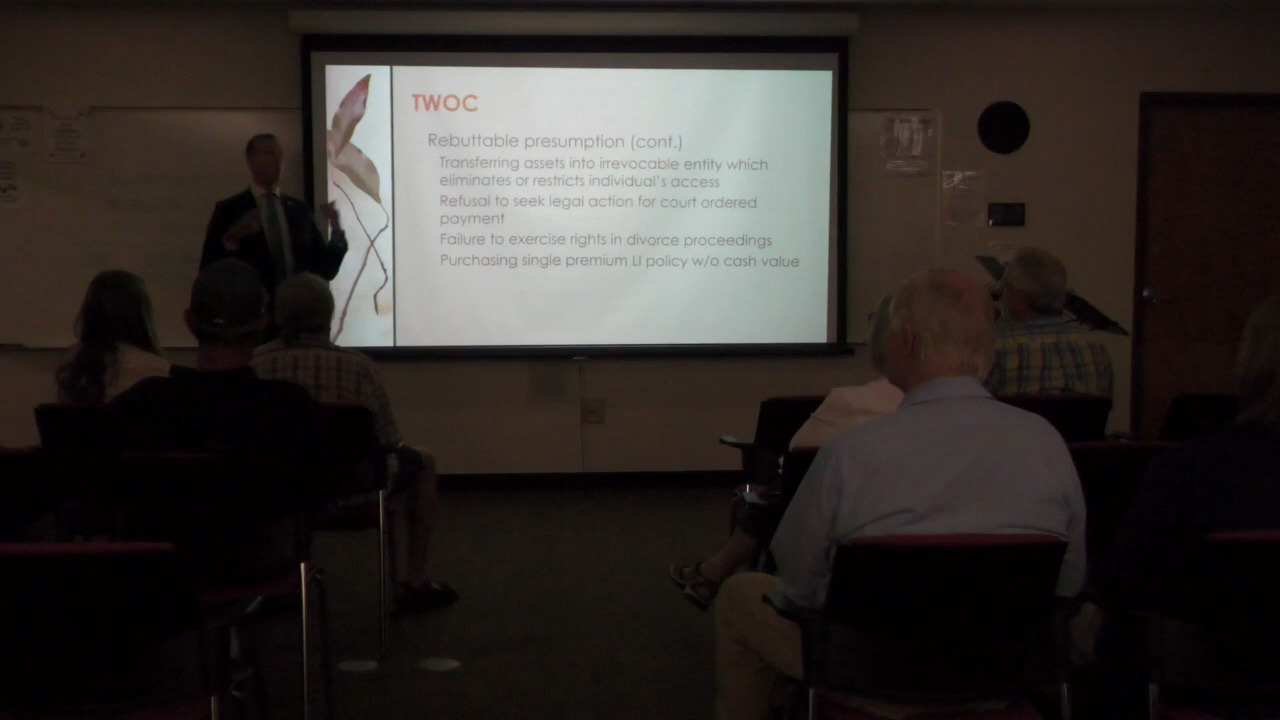 TWOC
Rebuttable presumption (cont.)
Transferring assets into irrevocable entity which
eliminates or restricts individual's access
Refusal to seek legal action for court ordered
payment
Failure to exercise rights in divorce proceedings
Purchasing single premium LI policy w/o cash value